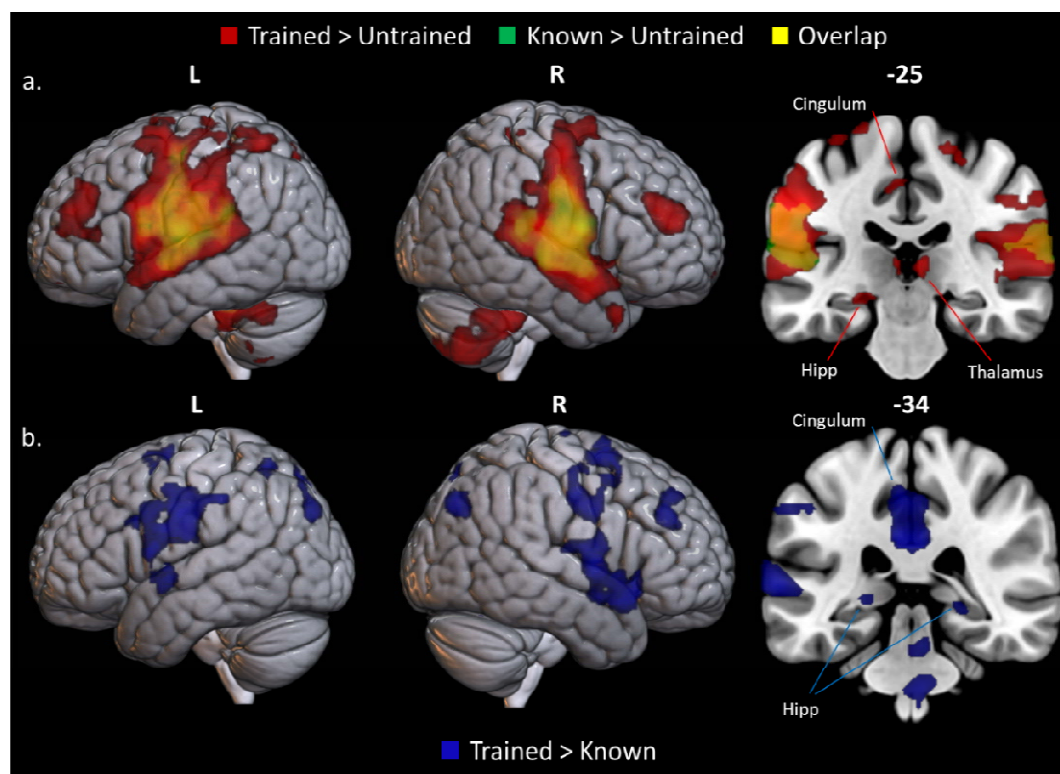 Trained > Untrained Known > Untrained Overlap
a. L R -25
Cingulum
Hipp Thalamus
b. L R -34
Cingulum
Hipp
Trained > Known